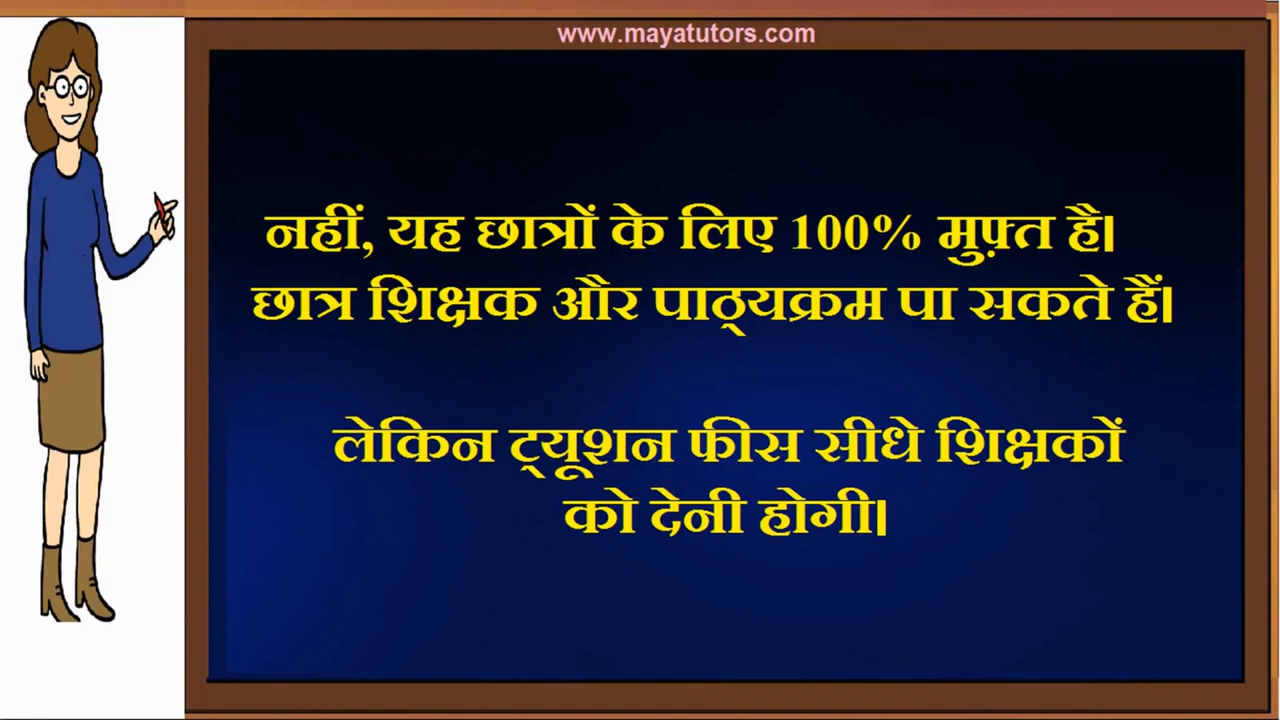 www.mayatutors.com
नहीं, यह छात्रों के लिए 100% मुफ़्त है।
छात्र शिक्षक और पाठ्यक्रम पा सकते हैं।
लेकिन ट्यूशन फीस सीधे शिक्षकों
को देनी होगी।